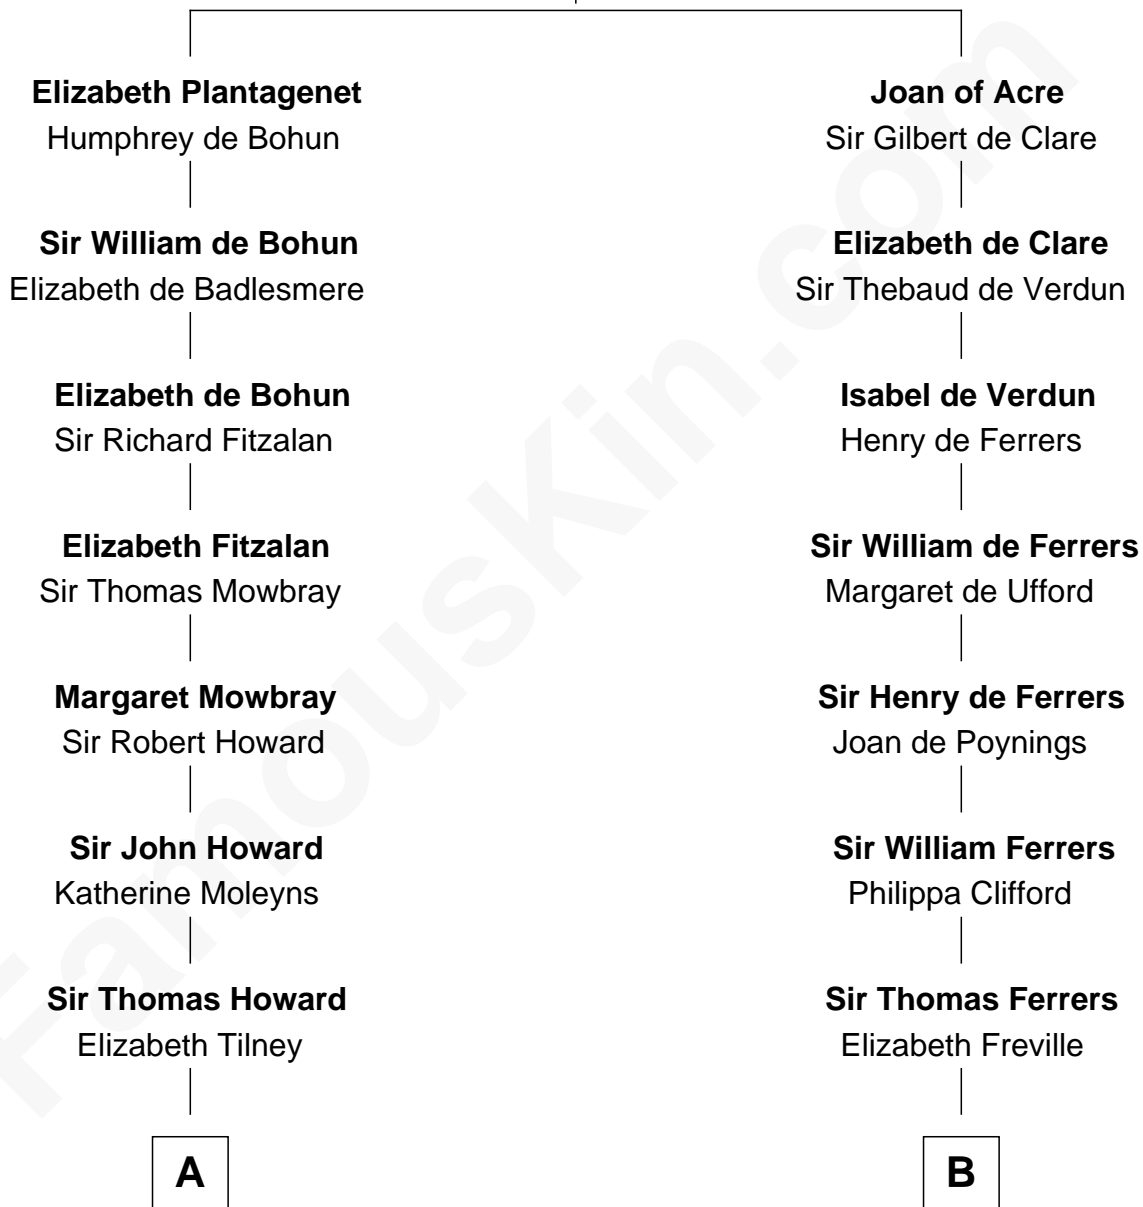 Elizabeth Plantagenet
Humphrey de Bohun
Sir William de Bohun
Elizabeth de Badlesmere
Elizabeth de Bohun
Sir Richard Fitzalan
Elizabeth Fitzalan
Sir Thomas Mowbray
Margaret Mowbray
Sir Robert Howard
Sir John Howard
Katherine Moleyns
Sir Thomas Howard
Elizabeth Tilney
A
Joan of Acre
Sir Gilbert de Clare
Elizabeth de Clare
Sir Thebaud de Verdun
Isabel de Verdun
Henry de Ferrers
Sir William de Ferrers
Margaret de Ufford
Sir Henry de Ferrers
Joan de Poynings
Sir William Ferrers
Philippa Clifford
Sir Thomas Ferrers
Elizabeth Freville
B
FamousKin.com